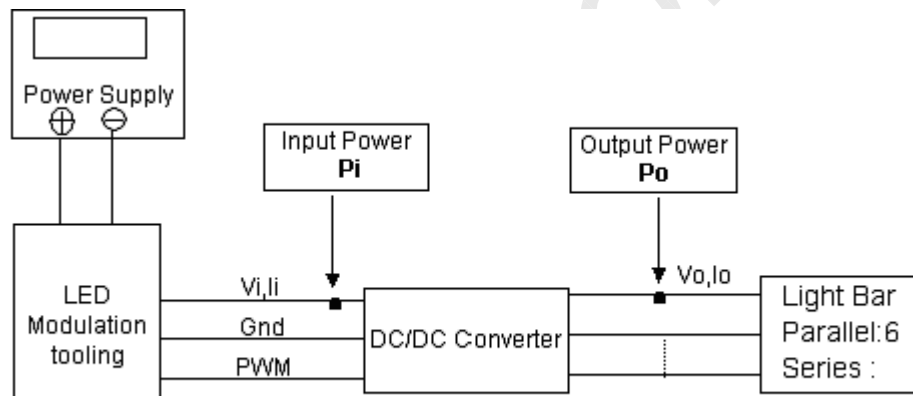 Power Supply
Input Power
Pi
Output Power
Po
LED
Modulation
tooling
Vi,Ii
Gnd
PWM
DC/DC Converter
Vo,Io
Light Bar
Parallel:6
Series :